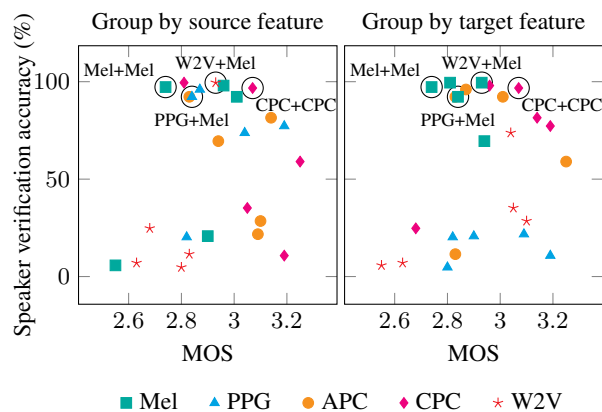 Group by source feature
Group by target feature
Speaker verification accuracy (%)
100
50
0
Mel+Mel
W2V+Mel
PPG+Mel
CPC+CPC
Mel+Mel
W2V+Mel
PPG+Mel
CPC+CPC
2.6 2.8 3 3.2
2.6 2.8 3 3.2
MOS
MOS
Mel PPG APC CPC W2V